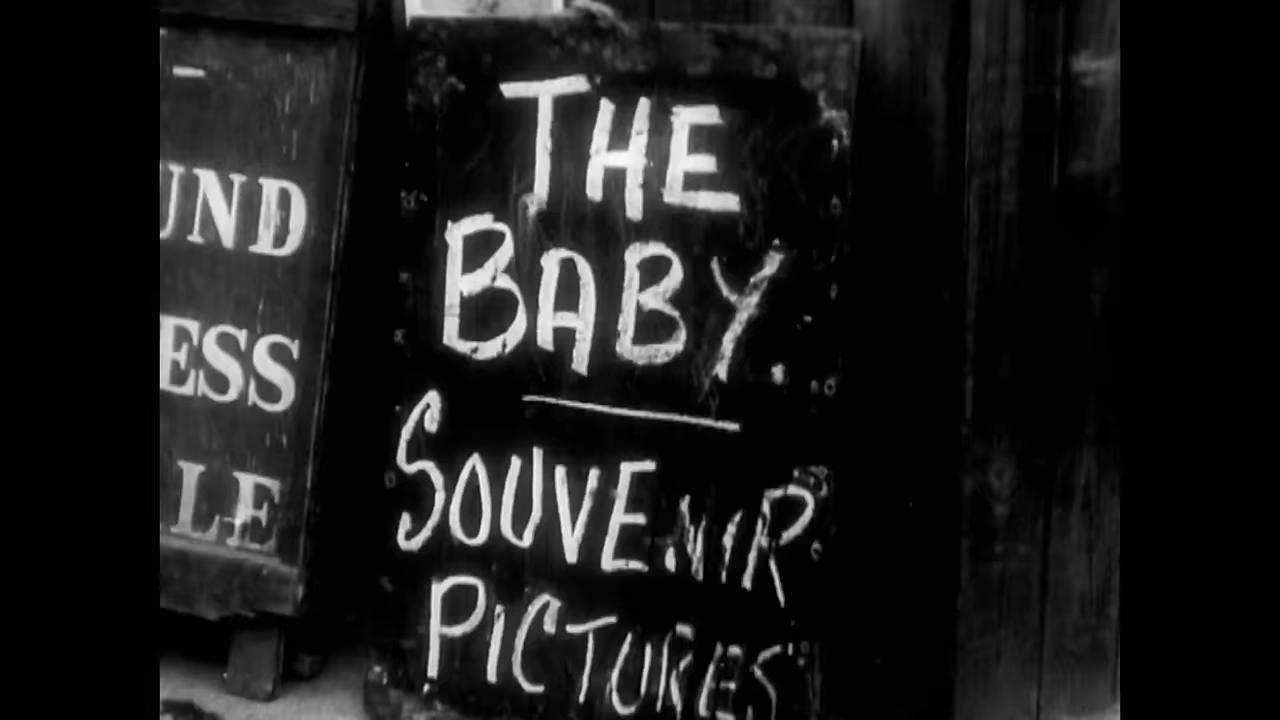 UND
ESS
LE
THE
BABY.
SOUVENIR
PICTURES